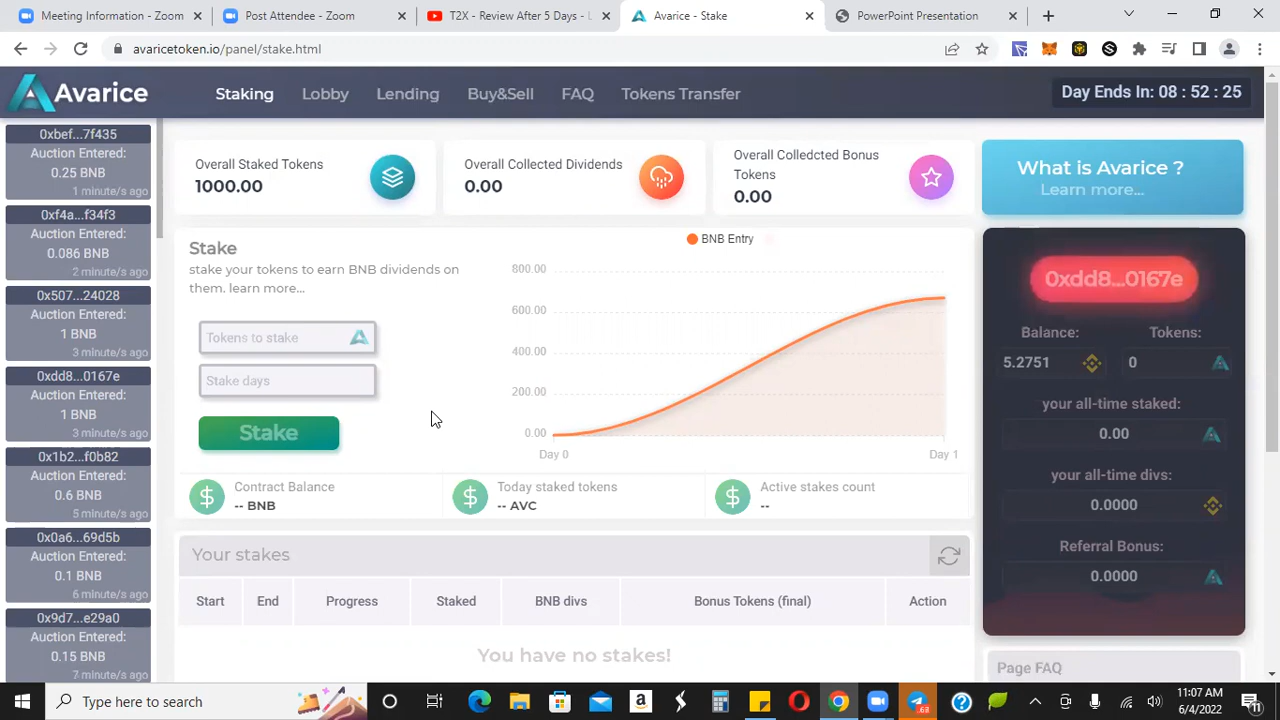 Meeting Information - Zoom
Post Attendee - Zoom
T2X - Review After 5 Days - L
Avarice - Stake
PowerPoint Presentation
avaricetoken.io/panel/stake.html
Avarice
Staking
Lobby
Lending
Buy&Sell
FAQ
Tokens Transfer
Day Ends In: 08 : 52 : 25
0xbef...7f435
Auction Entered:
0.25 BNB
1 minute/s ago
0xf4a...f34f3
Auction Entered:
0.086 BNB
2 minute/s ago
0x507...24028
Auction Entered:
1 BNB
3 minute/s ago
0xdd8...0167e
Auction Entered:
1 BNB
3 minute/s ago
0x1b2...f0b82
Auction Entered:
0.6 BNB
5 minute/s ago
0x0a6...69d5b
Auction Entered:
0.1 BNB
6 minute/s ago
0x9d7...e29a0
Auction Entered:
0.15 BNB
7 minute/s ago
Overall Staked Tokens
1000.00
Overall Collected Dividends
0.00
Overall Colledcted Bonus
Tokens
0.00
Stake
stake your tokens to earn BNB dividends on
them. learn more...
Tokens to stake
Stake days
Stake
BNB Entry
800.00
600.00
400.00
200.00
0.00
Day 0
Day 1
Contract Balance
-- BNB
Today staked tokens
-- AVC
Active stakes count
--
Your stakes
Start
End
Progress
Staked
BNB divs
Bonus Tokens (final)
Action
You have no stakes!
What is Avarice ?
Learn more...
0xdd8...0167e
Balance:
Tokens:
5.2751
0
your all-time staked:
0.00
your all-time divs:
0.0000
Referral Bonus:
0.0000
Page FAQ
Type here to search
63
11:07 AM
6/4/2022
11